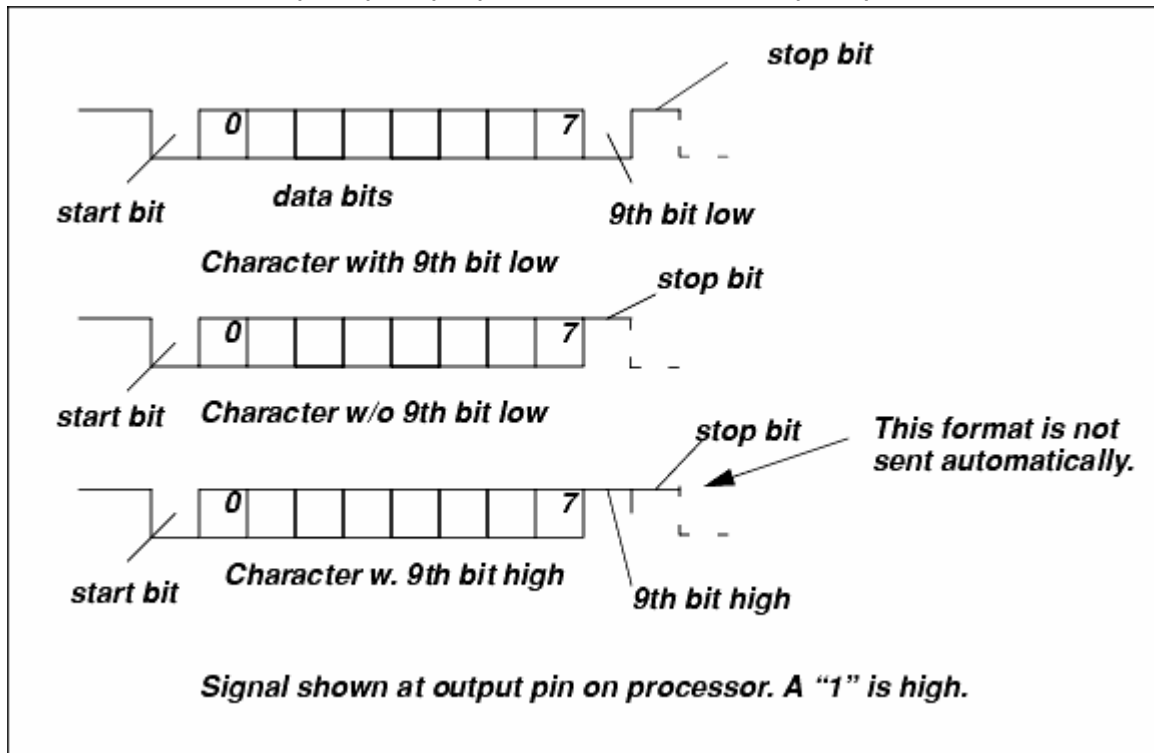 stop bit
0 7
start bit
data bits
9th bit low
Character with 9th bit low
stop bit
0 7
start bit
Character w/o 9th bit low
stop bit
This format is not
sent automatically.
0 7
start bit
Character w. 9th bit high
9th bit high
Signal shown at output pin on processor. A “1” is high.